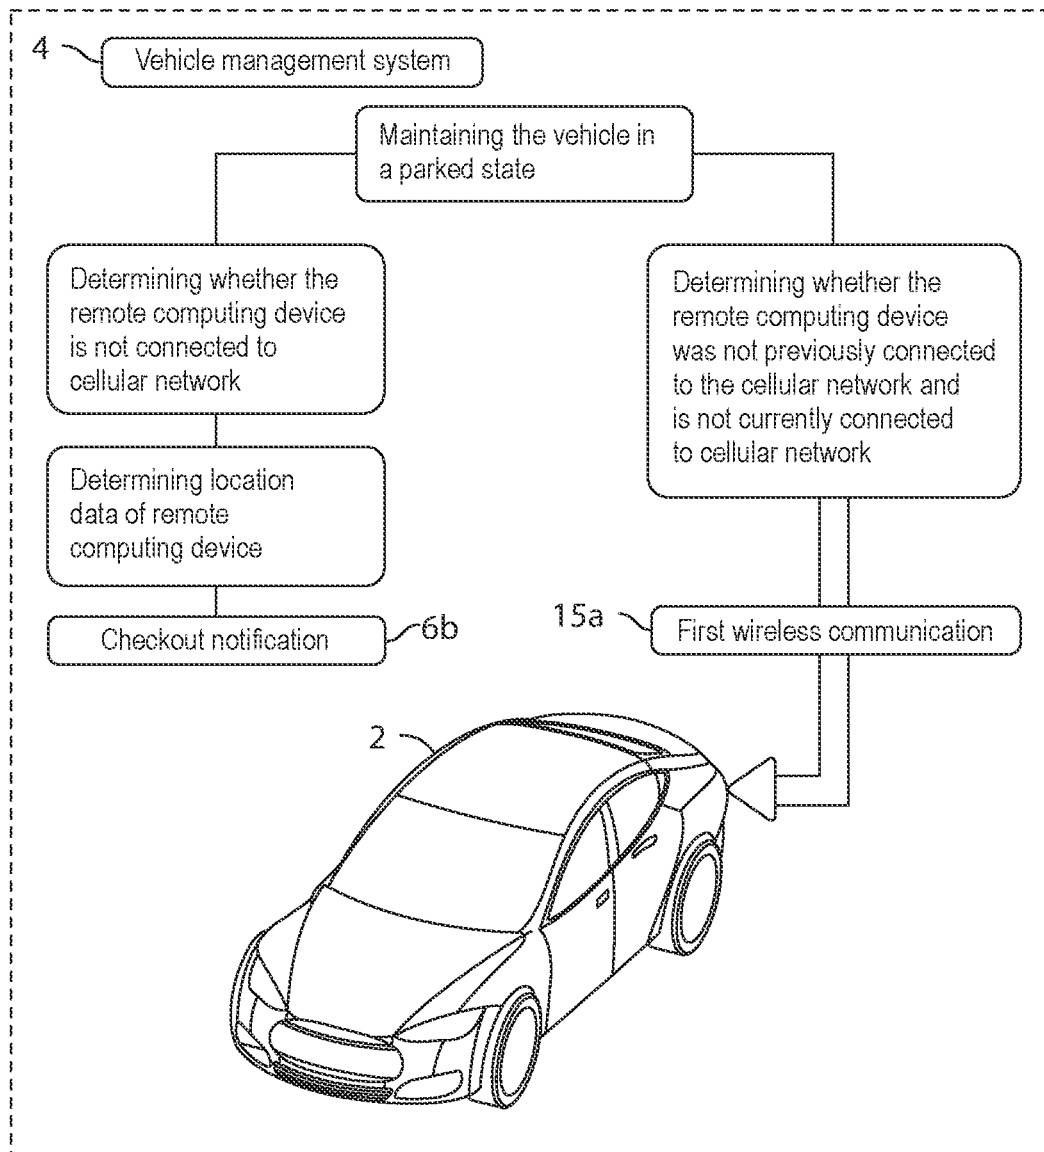 4
Vehicle management system
Maintaining the vehicle in
a parked state
Determining whether the
remote computing device
is not connected to
cellular network
Determining whether the
remote computing device
was not previously connected
to the cellular network and
is not currently connected
to cellular network
Determining location
data of remote
computing device
Checkout notification
6b
15a
First wireless communication
2